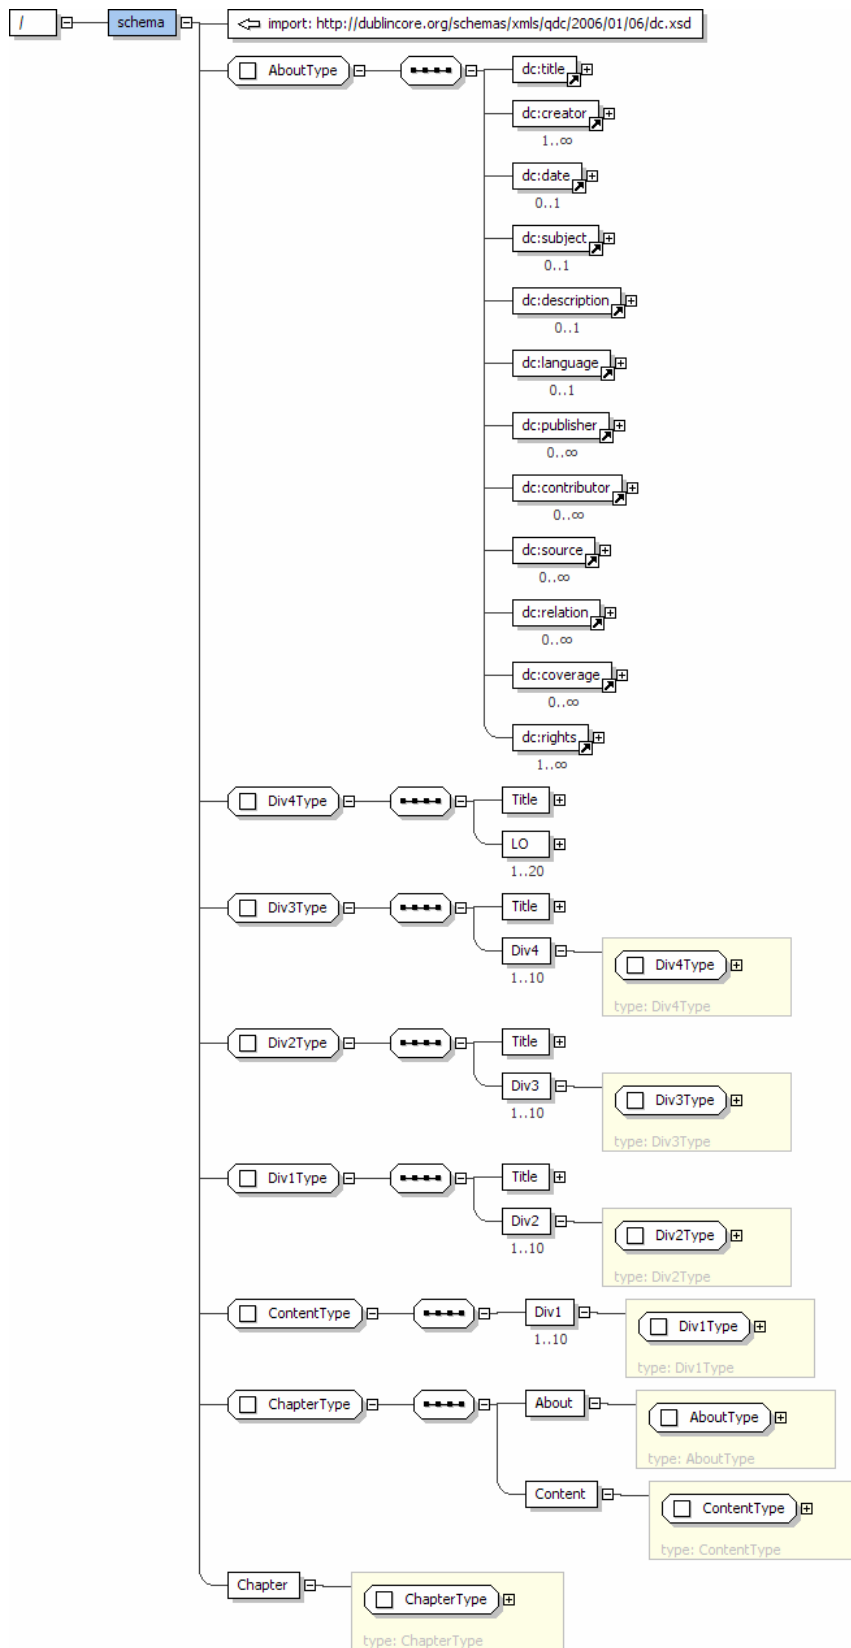 /
schema
import: http://dublincore.org/schemas/xmls/qdc/2006/01/06/dc.xsd
AboutType
dc:title
dc:creator
1..∞
dc:date
0..1
dc:subject
0..1
dc:description
0..1
dc:language
0..1
dc:publisher
0..∞
dc:contributor
0..∞
dc:source
0..∞
dc:relation
0..∞
dc:coverage
0..∞
dc:rights
1..∞
Div4Type
Title
LO
1..20
Div3Type
Title
Div4
1..10
Div4Type
type: Div4Type
Div2Type
Title
Div3
1..10
Div3Type
type: Div3Type
Div1Type
Title
Div2
1..10
Div2Type
type: Div2Type
ContentType
Div1
1..10
Div1Type
type: Div1Type
ChapterType
About
AboutType
type: AboutType
Content
ContentType
type: ContentType
Chapter
ChapterType
type: ChapterType